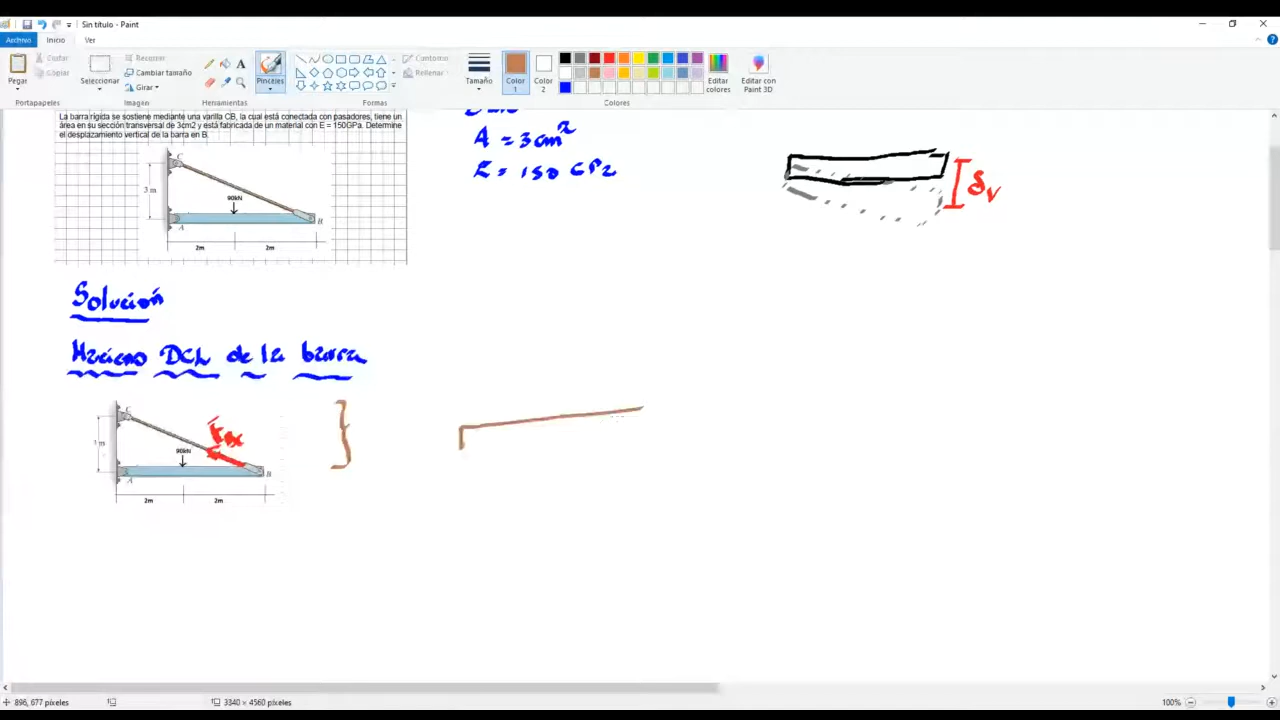 Sin título - Paint
Archivo Inicio Ver
Pegar
Cortar
Copiar
Portapapeles
Seleccionar
Recortar
Cambiar tamaño
Girar
Imagen
A
Herramientas
Pinceles
Contorno
Rellenar
Formas
Tamaño
Color 1
Color 2
Editar colores
Editar con Paint 3D
Colores
La barra rígida se sostiene mediante una varilla CB, la cual está conectada con pasadores, tiene un
área en su sección transversal de 3cm2 y está fabricada de un material con E = 150GPa. Determine
el desplazamiento vertical de la barra en B.
C
3 m
90kN
A
B
2m 2m
A = 3cm²
E = 150 GPa
δv
Solución
Hacemo DCL de la barra
C
m
90kN
A
B
2m 2m
896, 677 píxeles
3340 × 4560 píxeles
100%